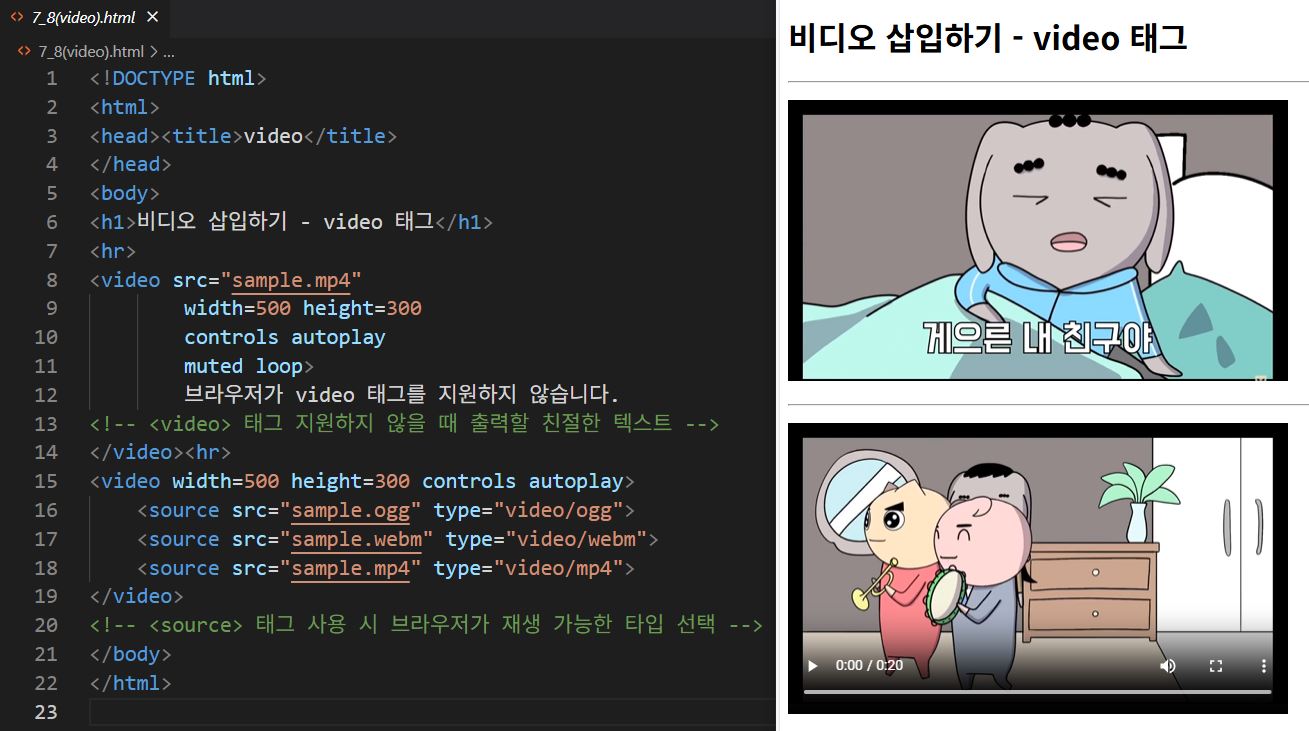 <> 7_8(video).html ×
<> 7_8(video).html > ...
1 <!DOCTYPE html>
2 <html>
3 <head><title>video</title>
4 </head>
5 <body>
6 <h1>비디오 삽입하기 - video 태그</h1>
7 <hr>
8 <video src="sample.mp4"
9 width=500 height=300
10 controls autoplay
11 muted loop>
12 브라우저가 video 태그를 지원하지 않습니다.
13 <!-- <video> 태그 지원하지 않을 때 출력할 친절한 텍스트 -->
14 </video><hr>
15 <video width=500 height=300 controls autoplay>
16 <source src="sample.ogg" type="video/ogg">
17 <source src="sample.webm" type="video/webm">
18 <source src="sample.mp4" type="video/mp4">
19 </video>
20 <!-- <source> 태그 사용 시 브라우저가 재생 가능한 타입 선택 -->
21 </body>
22 </html>
23
비디오 삽입하기 - video 태그
게으른 내 친구야
0:00 / 0:20